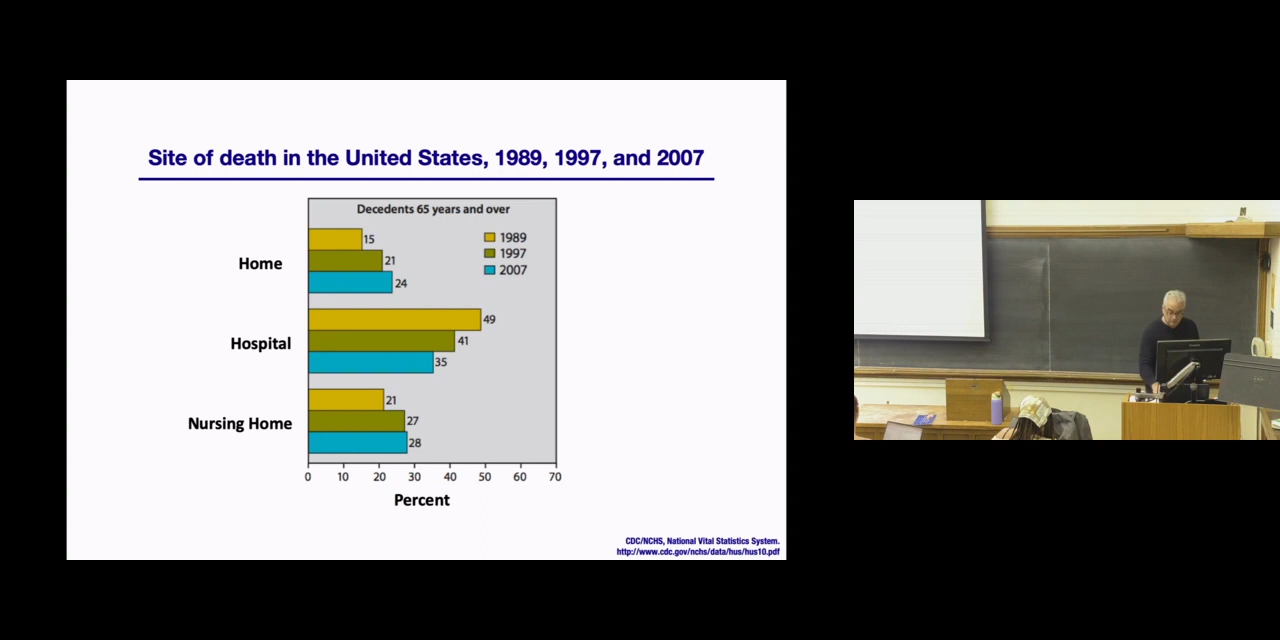 Site of death in the United States, 1989, 1997, and 2007
Decedents 65 years and over
1989
1997
2007
Home
15
21
24
Hospital
49
41
35
Nursing Home
21
27
28
0 10 20 30 40 50 60 70
Percent
CDC/NCHS, National Vital Statistics System.
http://www.cdc.gov/nchs/data/hus/hus10.pdf